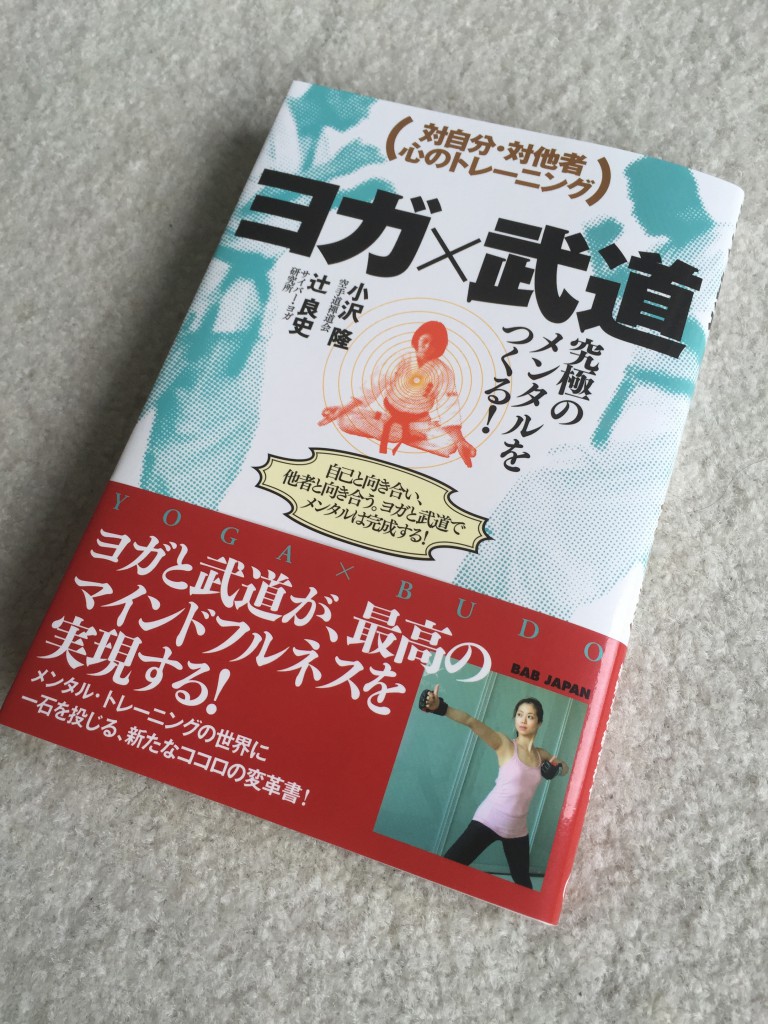 (対自分・対他者
心のトレーニング)
ヨガ×武道
究極の
メンタルを
つくる!
空手道禅道会
小沢 隆
サイバー!ヨガ
研究所
辻 良史
自己と向き合い、
他者と向き合う。ヨガと武道で
メンタルは完成する!
YOGA×BUDO
ヨガと武道が、最高の
マインドフルネスを
実現する!
メンタル・トレーニングの世界に
一石を投じる、新たなココロの変革書!
BAB JAPAN